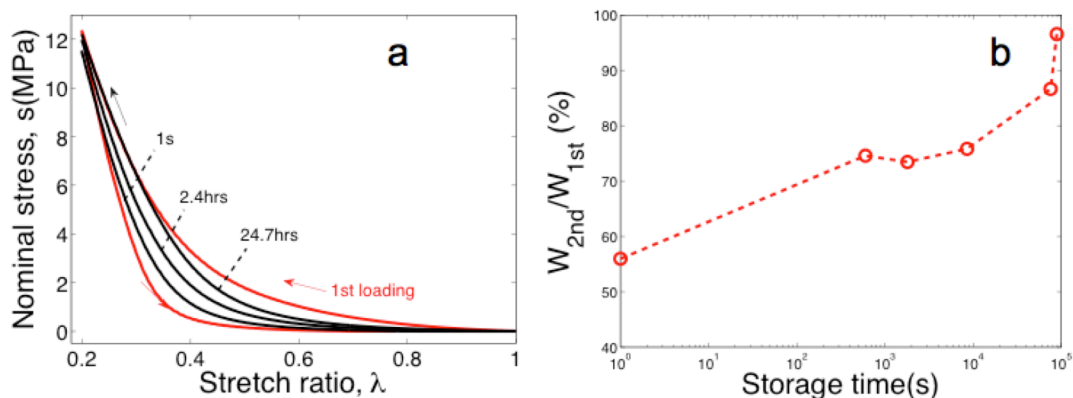 a
12
10
8
6
4
2
0
Nominal stress, s(MPa)
1s
2.4hrs
24.7hrs
1st loading
0.2 0.4 0.6 0.8 1
Stretch ratio, λ
b
100
90
80
70
60
50
40
W2nd/W1st (%)
10⁰ 10¹ 10² 10³ 10⁴ 10⁵
Storage time(s)